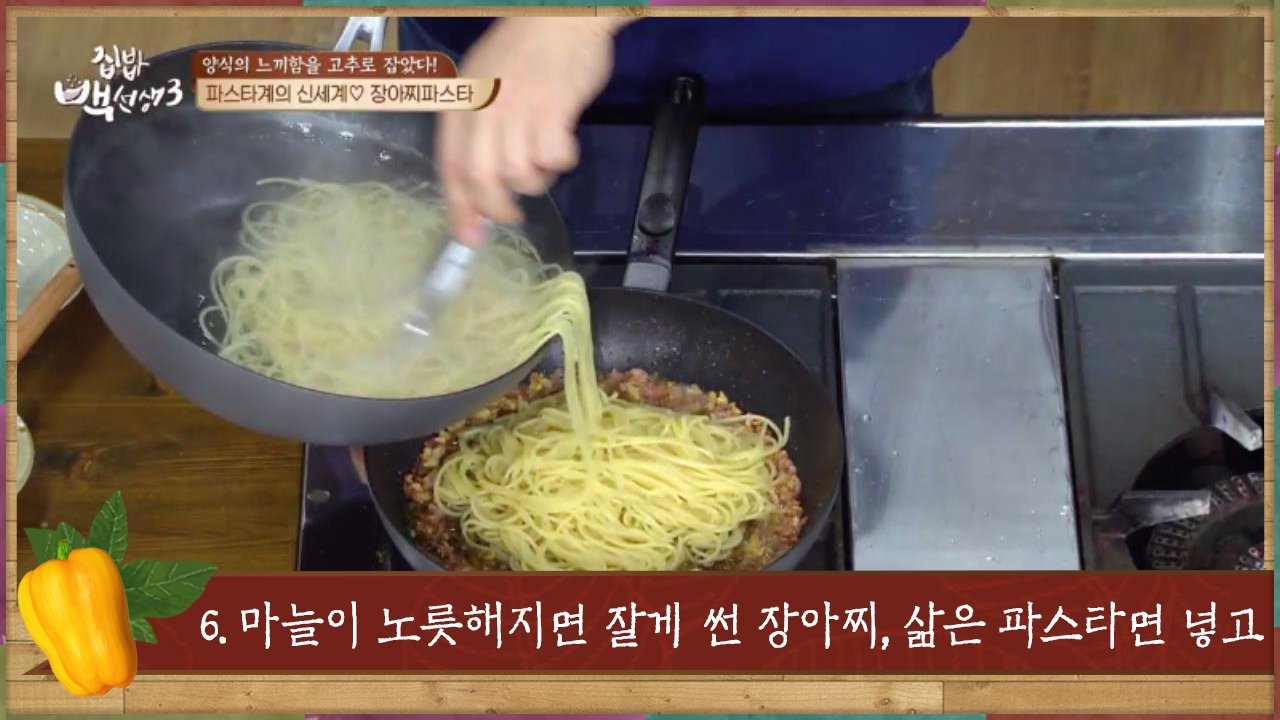 집밥
백선생3
양식의 느끼함을 고추로 잡았다!
파스타계의 신세계♡ 장아찌파스타
6. 마늘이 노릇해지면 잘게 썬 장아찌, 삶은 파스타면 넣고